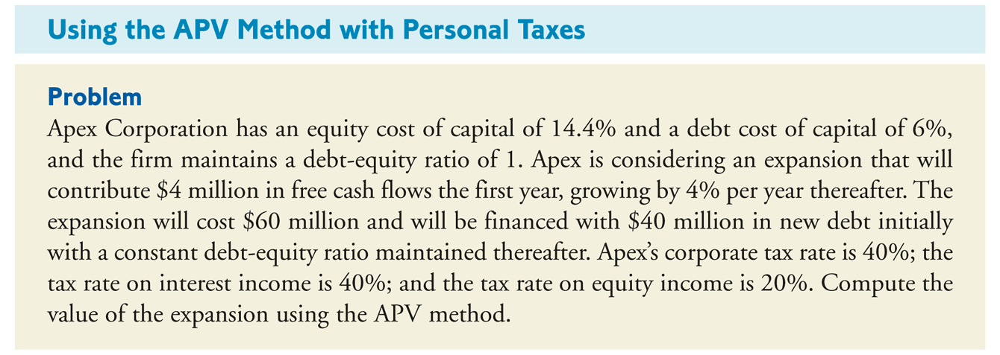 Using the APV Method with Personal Taxes
Problem
Apex Corporation has an equity cost of capital of 14.4% and a debt cost of capital of 6%,
and the firm maintains a debt-equity ratio of 1. Apex is considering an expansion that will
contribute $4 million in free cash flows the first year, growing by 4% per year thereafter. The
expansion will cost $60 million and will be financed with $40 million in new debt initially
with a constant debt-equity ratio maintained thereafter. Apex’s corporate tax rate is 40%; the
tax rate on interest income is 40%; and the tax rate on equity income is 20%. Compute the
value of the expansion using the APV method.